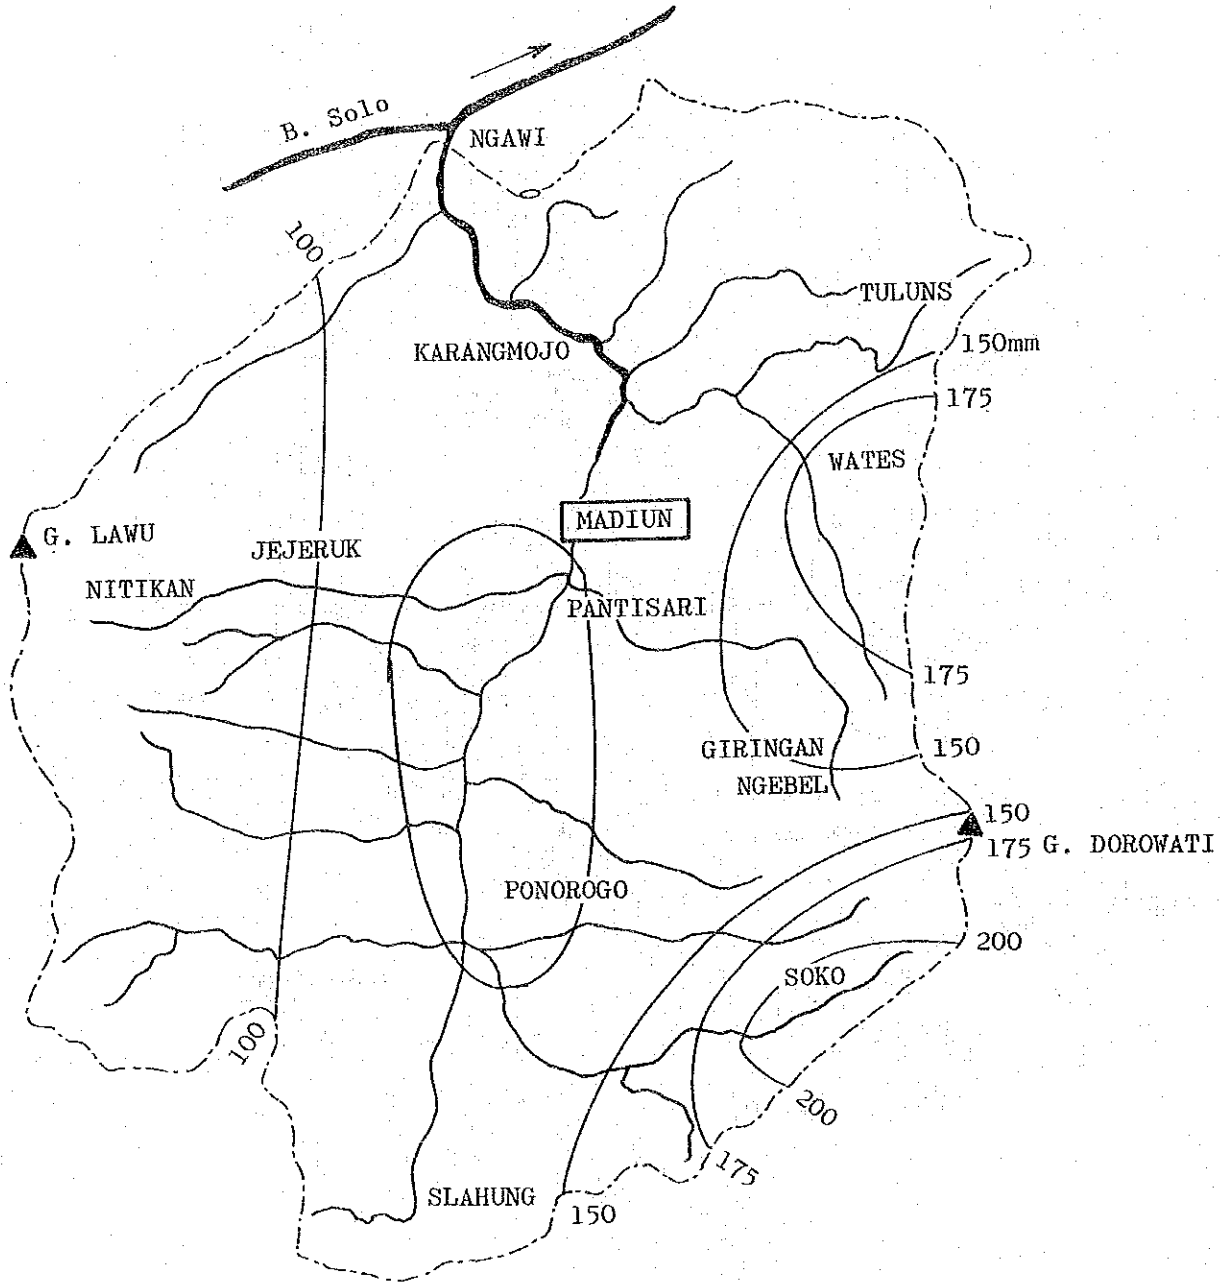 B. Solo
NGAWI
100
TULUNS
150mm
KARANGMOJO
175
WATES
MADIUN
G. LAWU
JEJERUK
NITIKAN
PANTISARI
175
GIRINGAN
150
NGEBEL
150
175 G. DOROWATI
PONOROGO
200
SOKO
100
200
175
SLAHUNG
150